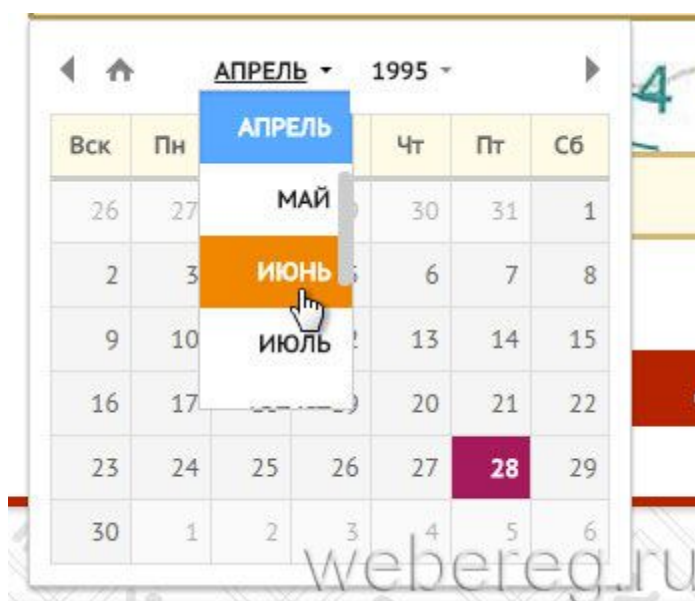 АПРЕЛЬ 1995
4
Вск Пн АПРЕЛЬ Чт Пт Сб
26 27 МАЙ 30 31 1
2 3 ИЮНЬ 6 7 8
9 10 ИЮЛЬ 13 14 15
16 17 20 21 22
23 24 25 26 27 28 29
30 1 2 3 4 5 6
webereg.ru